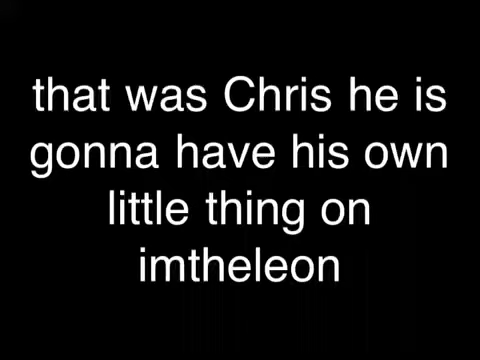 that was Chris he is
gonna have his own
little thing on
imtheleon